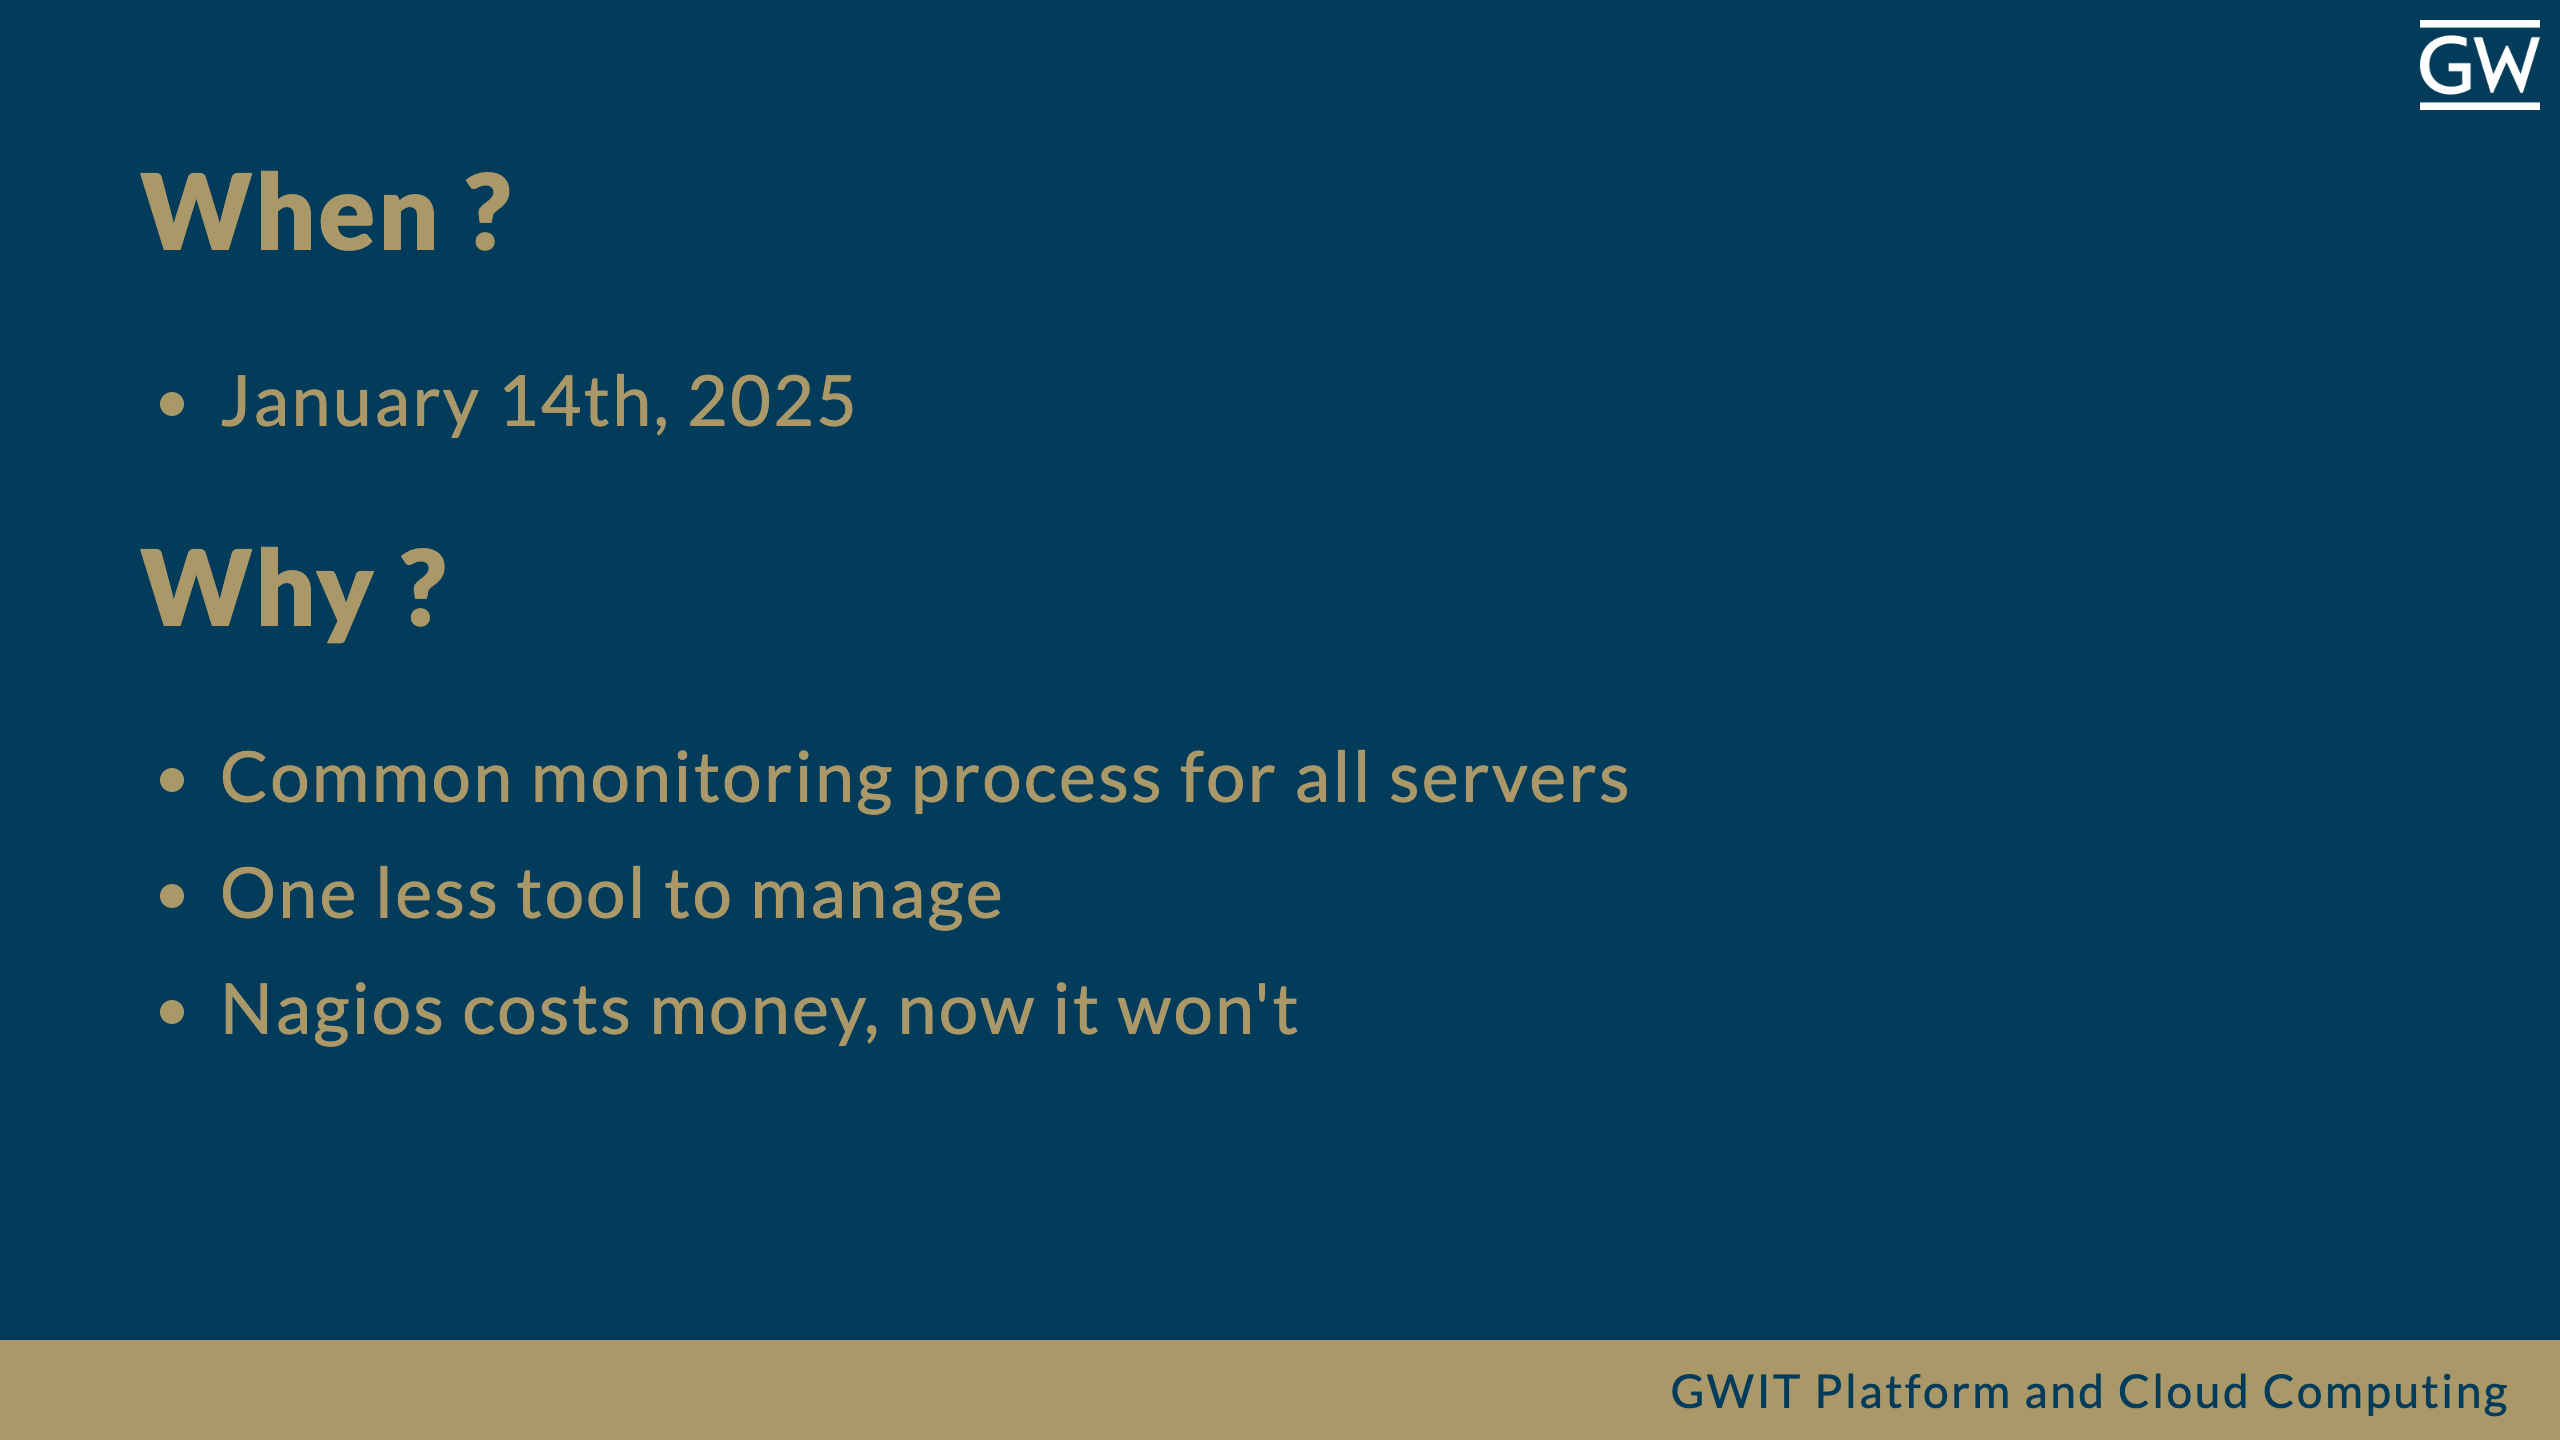 GW
When ?
• January 14th, 2025
Why ?
• Common monitoring process for all servers
• One less tool to manage
• Nagios costs money, now it won't
GWIT Platform and Cloud Computing